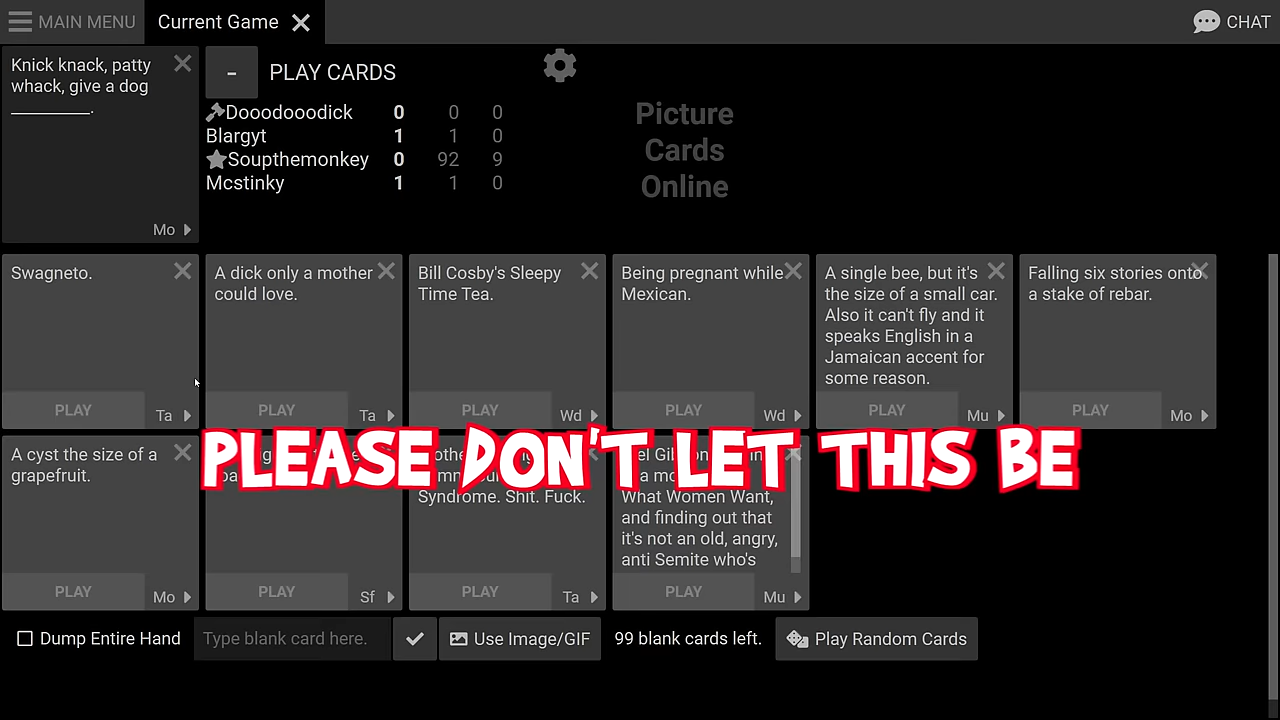 MAIN MENU
Current Game
CHAT
Knick knack, patty
whack, give a dog
_________.
Mo
-
PLAY CARDS
Dooodooodick 0 0 0
Blargyt 1 1 0
Soupthemonkey 0 92 9
Mcstinky 1 1 0
Picture
Cards
Online
Swagneto.
PLAY
Ta
A dick only a mother
could love.
PLAY
Ta
Bill Cosby's Sleepy
Time Tea.
PLAY
Wd
Being pregnant while
Mexican.
PLAY
Wd
A single bee, but it's
the size of a small car.
Also it can't fly and it
speaks English in a
Jamaican accent for
some reason.
PLAY
Mu
Falling six stories onto
a stake of rebar.
PLAY
Mo
PLEASE DON'T LET THIS BE
A cyst the size of a
grapefruit.
PLAY
Mo
PLAY
Sf
Syndrome. Shit. Fuck.
PLAY
Ta
What Women Want,
and finding out that
it's not an old, angry,
anti Semite who's
PLAY
Mu
Dump Entire Hand
Type blank card here.
Use Image/GIF
99 blank cards left.
Play Random Cards